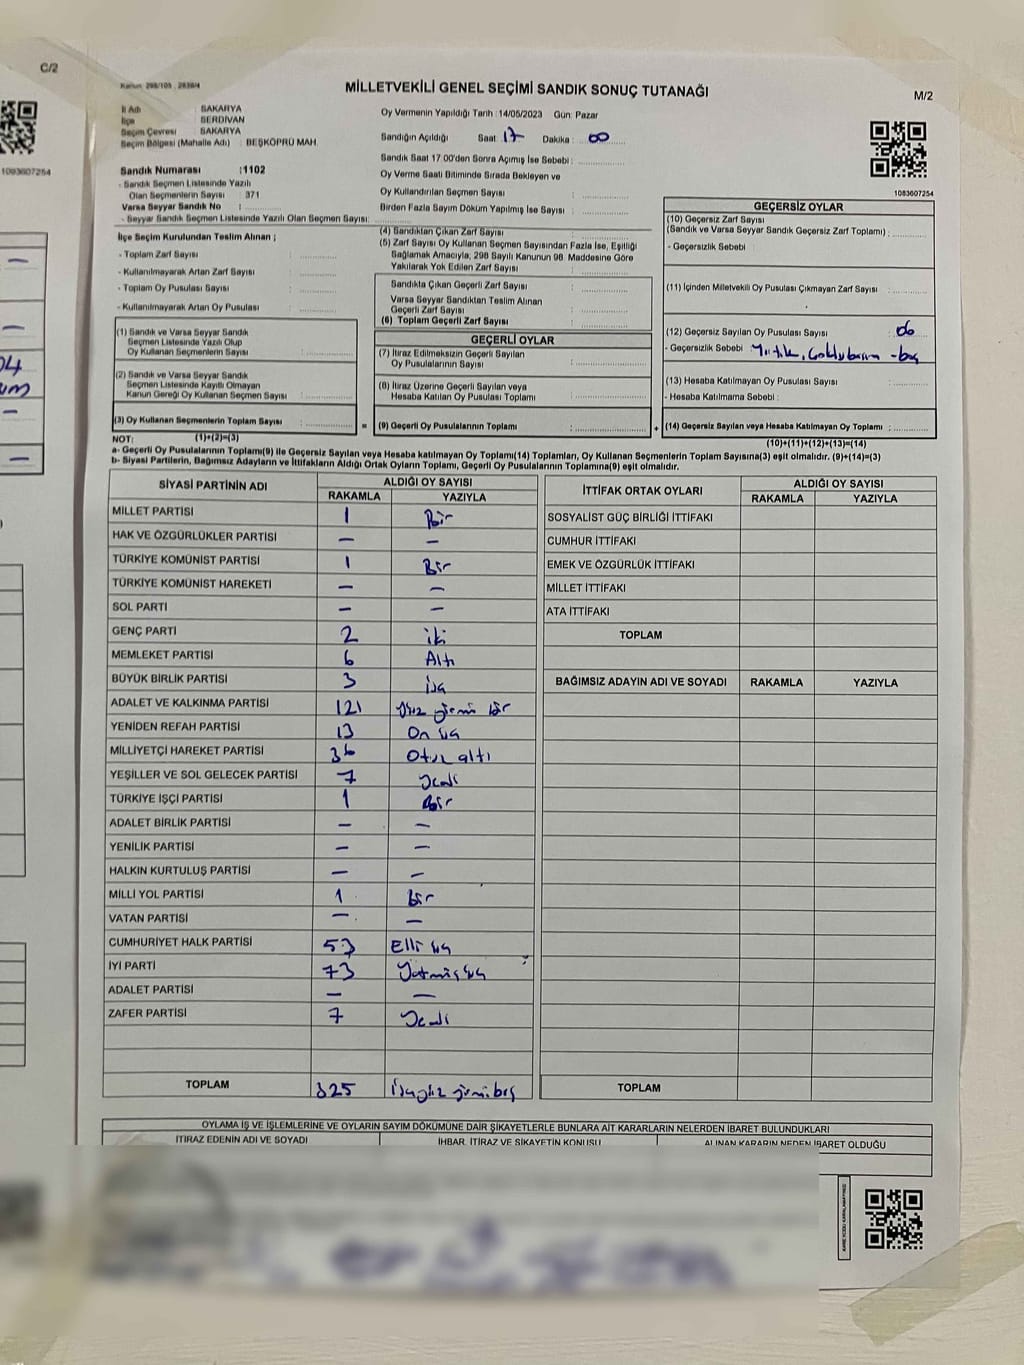 C/2
Kanun: 298/105 , 2839/4
MİLLETVEKİLİ GENEL SEÇİMİ SANDIK SONUÇ TUTANAĞI
M/2
1093607254
İl Adı : SAKARYA
İlçe : SERDİVAN
Seçim Çevresi : SAKARYA
Seçim Bölgesi (Mahalle Adı) : BEŞKÖPRÜ MAH.
Sandık Numarası :1102
- Sandık Seçmen Listesinde Yazılı
Olan Seçmenlerin Sayısı : 371
Varsa Seyyar Sandık No :
- Seyyar Sandık Seçmen Listesinde Yazılı Olan Seçmen Sayısı:
Oy Vermenin Yapıldığı Tarih :14/05/2023 Gün: Pazar
Sandığın Açıldığı Saat 17 Dakika : 00
Sandık Saat 17.00'den Sonra Açılmış İse Sebebi :
Oy Verme Saati Bitiminde Sırada Bekleyen ve
Oy Kullandırılan Seçmen Sayısı :
Birden Fazla Sayım Döküm Yapılmış İse Sayısı :
1083607254
İlçe Seçim Kurulundan Teslim Alınan ;
- Toplam Zarf Sayısı :
- Kullanılmayarak Artan Zarf Sayısı :
- Toplam Oy Pusulası Sayısı :
- Kullanılmayarak Artan Oy Pusulası :
(4) Sandıktan Çıkan Zarf Sayısı :
(5) Zarf Sayısı Oy Kullanan Seçmen Sayısından Fazla İse, Eşitliği
Sağlamak Amacıyla, 298 Sayılı Kanunun 98. Maddesine Göre
Yakılarak Yok Edilen Zarf Sayısı :
Sandıkta Çıkan Geçerli Zarf Sayısı :
Varsa Seyyar Sandıktan Teslim Alınan
Geçerli Zarf Sayısı :
(6) Toplam Geçerli Zarf Sayısı :
GEÇERSİZ OYLAR
(10) Geçersiz Zarf Sayısı
(Sandık ve Varsa Seyyar Sandık Geçersiz Zarf Toplamı) :
- Geçersizlik Sebebi :
(11) İçinden Milletvekili Oy Pusulası Çıkmayan Zarf Sayısı :
(12) Geçersiz Sayılan Oy Pusulası Sayısı :
- Geçersizlik Sebebi : Yırtık,
(13) Hesaba Katılmayan Oy Pusulası Sayısı :
- Hesaba Katılmama Sebebi :
(14) Geçersiz Sayılan veya Hesaba Katılmayan Oy Toplamı :
(10)+(11)+(12)+(13)=(14)
(1) Sandık ve Varsa Seyyar Sandık
Seçmen Listesinde Yazılı Olup
Oy Kullanan Seçmenlerin Sayısı :
(2) Sandık ve Varsa Seyyar Sandık
Seçmen Listesinde Kayıtlı Olmayan
Kanun Gereği Oy Kullanan Seçmen Sayısı :
(3) Oy Kullanan Seçmenlerin Toplam Sayısı :
(1)+(2)=(3)
GEÇERLİ OYLAR
(7) İtiraz Edilmeksizin Geçerli Sayılan
Oy Pusulalarının Sayısı :
(8) İtiraz Üzerine Geçerli Sayılan veya
Hesaba Katılan Oy Pusulası Toplamı :
(9) Geçerli Oy Pusulalarının Toplamı :
NOT:
a- Geçerli Oy Pusulalarının Toplamı(9) ile Geçersiz Sayılan veya Hesaba katılmayan Oy Toplamı(14) Toplamları, Oy Kullanan Seçmenlerin Toplam Sayısına(3) eşit olmalıdır. (9)+(14)=(3)
b- Siyasi Partilerin, Bağımsız Adayların ve İttifakların Aldığı Ortak Oyların Toplamı, Geçerli Oy Pusulalarının Toplamına(9) eşit olmalıdır.
SİYASİ PARTİNİN ADI ALDIĞI OY SAYISI
RAKAMLA YAZIYLA
MİLLET PARTİSİ 1 Bir
HAK VE ÖZGÜRLÜKLER PARTİSİ — —
TÜRKİYE KOMÜNİST PARTİSİ 1 Bir
TÜRKİYE KOMÜNİST HAREKETİ — —
SOL PARTİ — —
GENÇ PARTİ 2 iki
MEMLEKET PARTİSİ 6 Altı
BÜYÜK BİRLİK PARTİSİ 3 üç
ADALET VE KALKINMA PARTİSİ 121 Yüz yirmi bir
YENİDEN REFAH PARTİSİ 13 On üç
MİLLİYETÇİ HAREKET PARTİSİ 36 Otuz altı
YEŞİLLER VE SOL GELECEK PARTİSİ 7 Yedi
TÜRKİYE İŞÇİ PARTİSİ 1 Bir
ADALET BİRLİK PARTİSİ — —
YENİLİK PARTİSİ — —
HALKIN KURTULUŞ PARTİSİ — —
MİLLİ YOL PARTİSİ 1 Bir
VATAN PARTİSİ — —
CUMHURİYET HALK PARTİSİ 53 Elli üç
İYİ PARTİ 73 Yetmiş üç
ADALET PARTİSİ — —
ZAFER PARTİSİ 7 Yedi
TOPLAM 325 Üçyüz yirmi beş
İTTİFAK ORTAK OYLARI ALDIĞI OY SAYISI
RAKAMLA YAZIYLA
SOSYALİST GÜÇ BİRLİĞİ İTTİFAKI
CUMHUR İTTİFAKI
EMEK VE ÖZGÜRLÜK İTTİFAKI
MİLLET İTTİFAKI
ATA İTTİFAKI
TOPLAM
BAĞIMSIZ ADAYIN ADI VE SOYADI RAKAMLA YAZIYLA
TOPLAM
OYLAMA İŞ VE İŞLEMLERİNE VE OYLARIN SAYIM DÖKÜMÜNE DAİR ŞİKAYETLERLE BUNLARA AİT KARARLARIN NELERDEN İBARET BULUNDUKLARI
İTİRAZ EDENİN ADI VE SOYADI İHBAR, İTİRAZ VE ŞİKAYETİN KONUSU ALINAN KARARIN NEDEN İBARET OLDUĞU